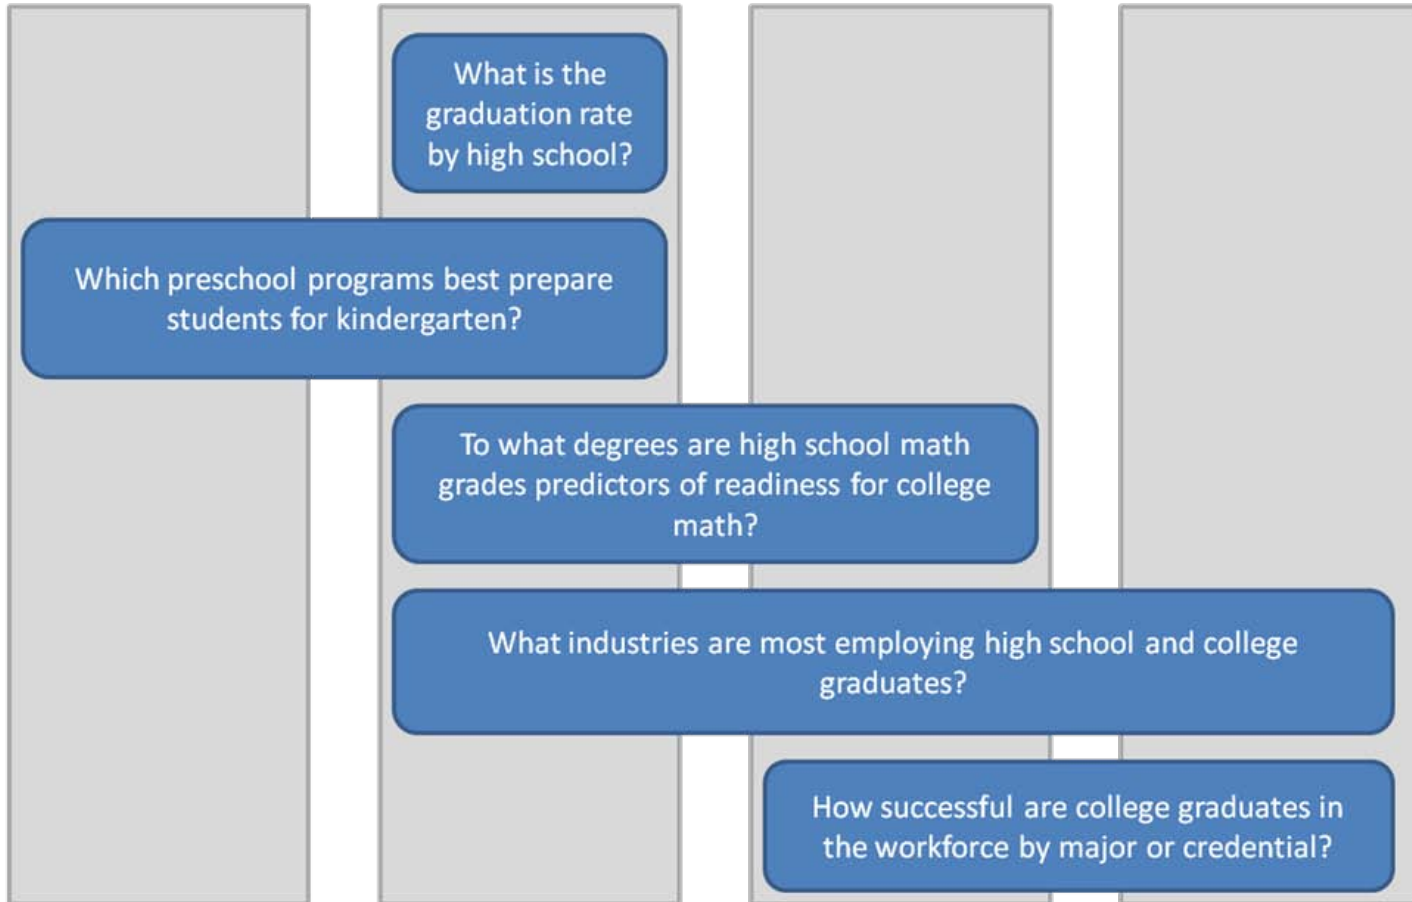 What is the
graduation rate
by high school?
Which preschool programs best prepare
students for kindergarten?
To what degrees are high school math
grades predictors of readiness for college
math?
What industries are most employing high school and college
graduates?
How successful are college graduates in
the workforce by major or credential?